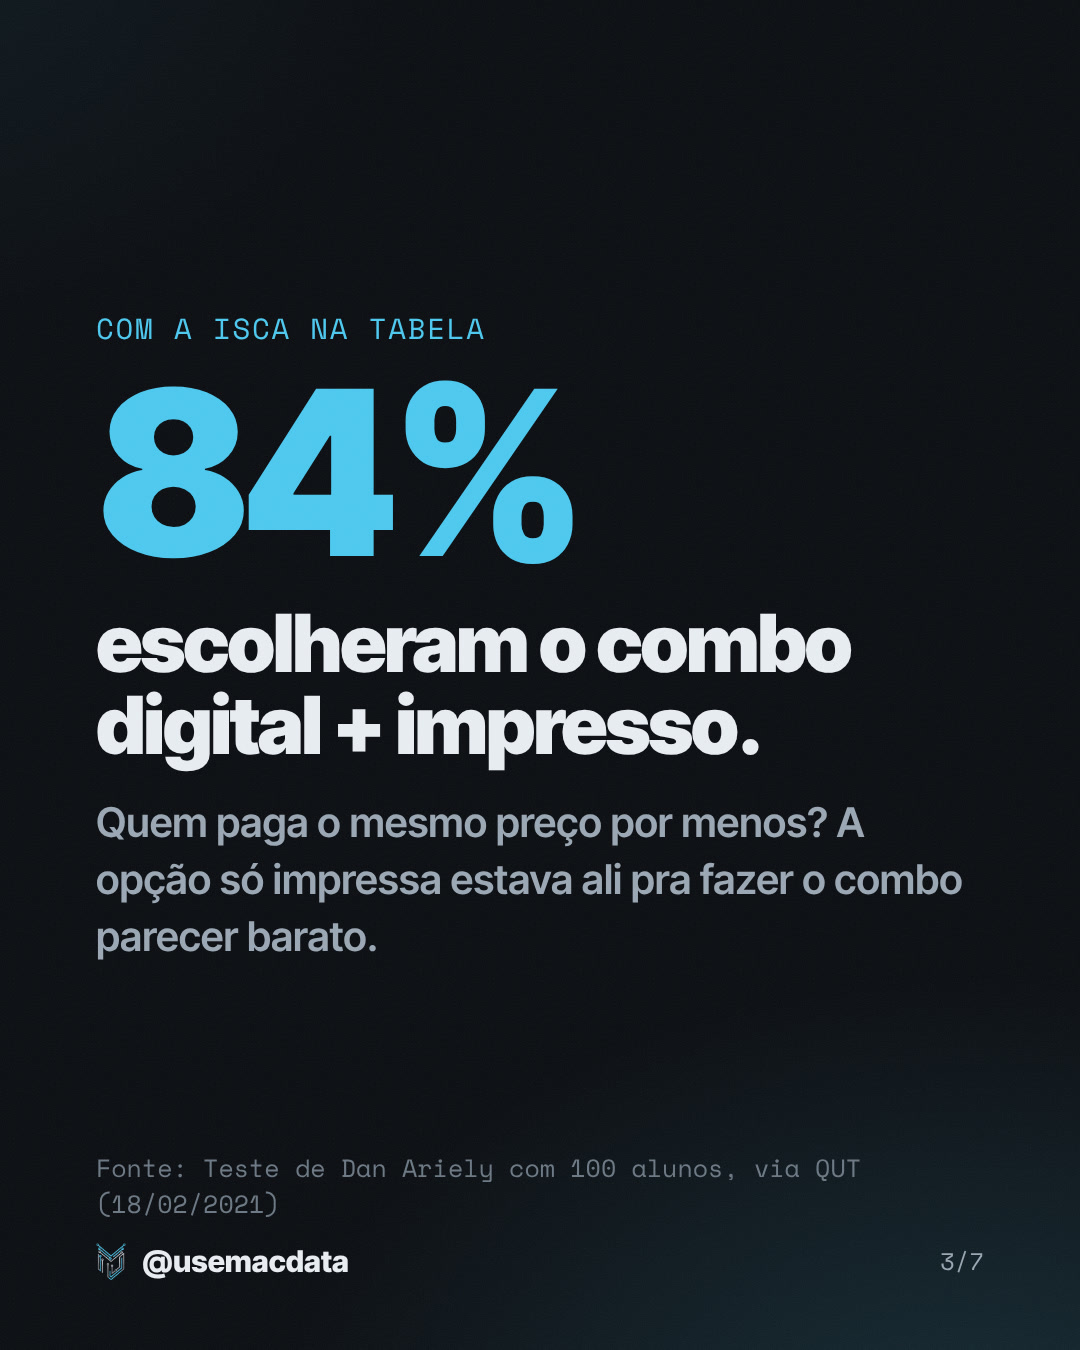 COM A ISCA NA TABELA
84%
escolheram o combo
digital + impresso.
Quem paga o mesmo preço por menos? A
opção só impressa estava ali pra fazer o combo
parecer barato.
Fonte: Teste de Dan Ariely com 100 alunos, via QUT
(18/02/2021)
@usemacdata
3/7